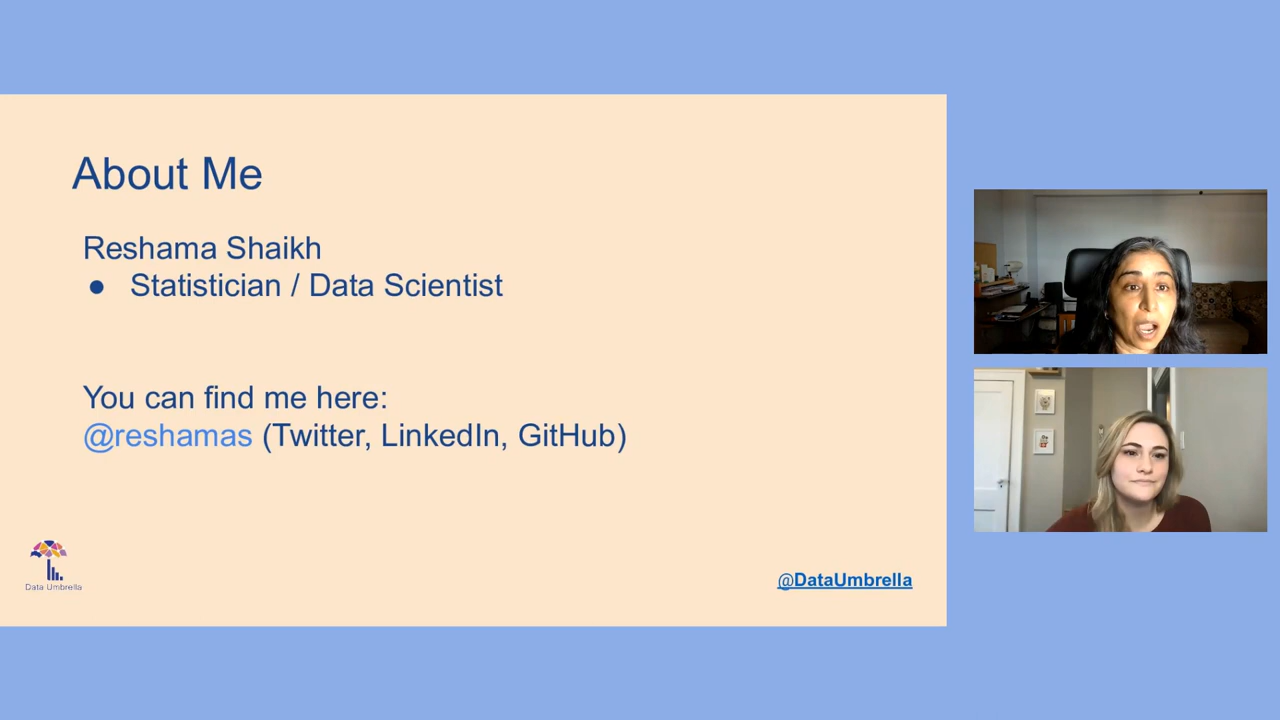 About Me
Reshama Shaikh
● Statistician / Data Scientist
You can find me here:
@reshamas (Twitter, LinkedIn, GitHub)
Data Umbrella
@DataUmbrella